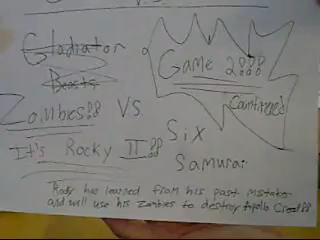 Gladiator
Beasts
Game 2!!!!
Continued
Zombies!! VS. Six Samurai
It's Rocky II!!
Rocky has learned from his past mistakes
and will use his zombies to destroy Apollo Creed!!